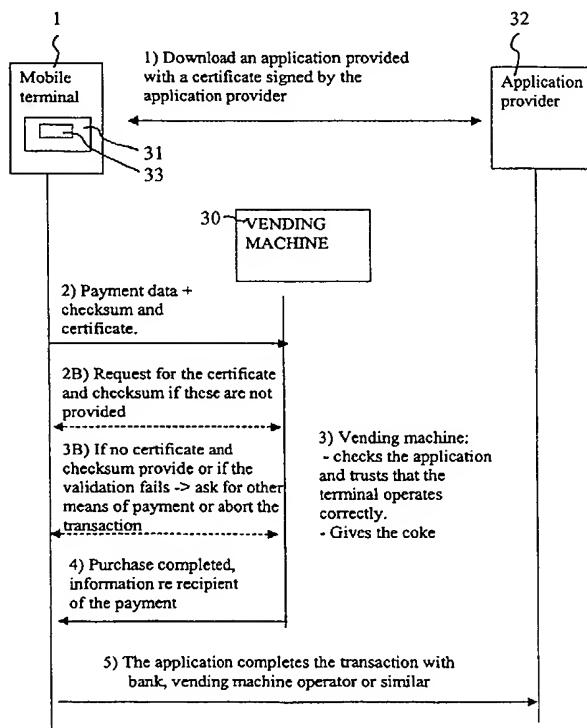 1
32
Mobile
terminal
1) Download an application provided
with a certificate signed by the
application provider
Application
provider
31
33
30
VENDING
MACHINE
2) Payment data +
checksum and
certificate.
2B) Request for the certificate
and checksum if these are not
provided
3B) If no certificate and
checksum provide or if the
validation fails -> ask for other
means of payment or abort the
transaction
3) Vending machine:
- checks the application
and trusts that the
terminal operates
correctly.
- Gives the coke
4) Purchase completed,
information re recipient
of the payment
5) The application completes the transaction with
bank, vending machine operator or similar